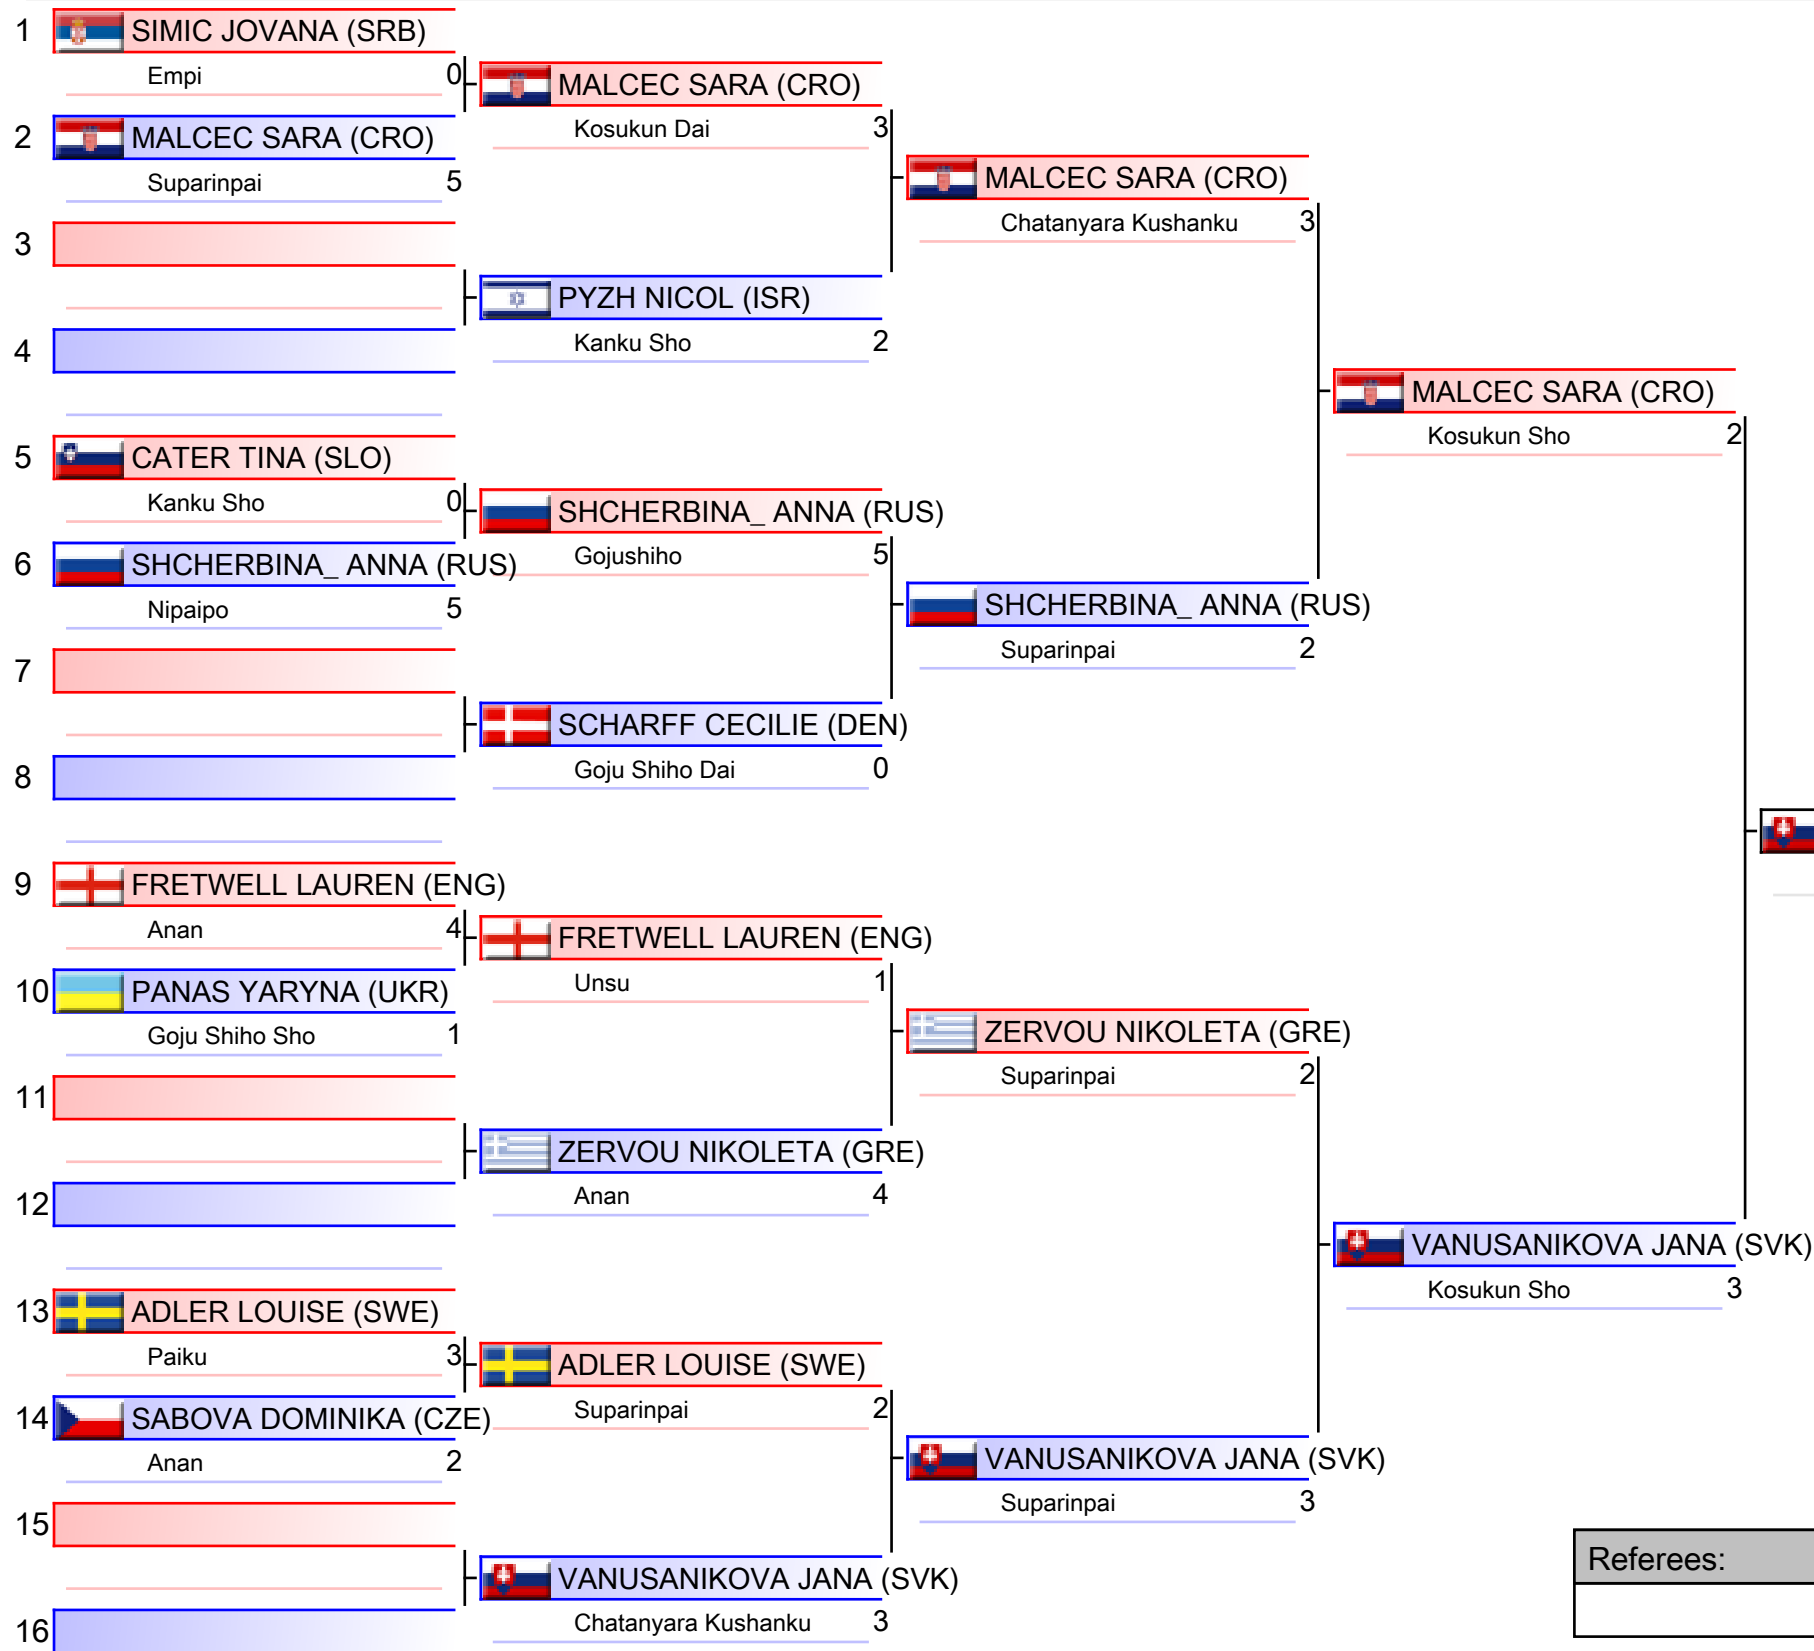 1 SIMIC JOVANA (SRB)
Empi 0
MALCEC SARA (CRO)
Kosukun Dai 3
2 MALCEC SARA (CRO)
Suparinpai 5
MALCEC SARA (CRO)
Chatanyara Kushanku 3
3
PYZH NICOL (ISR)
Kanku Sho 2
4
MALCEC SARA (CRO)
Kosukun Sho 2
5 CATER TINA (SLO)
Kanku Sho 0
SHCHERBINA_ ANNA (RUS)
Gojushiho 5
6 SHCHERBINA_ ANNA (RUS)
Nipaipo 5
SHCHERBINA_ ANNA (RUS)
Suparinpai 2
7
SCHARFF CECILIE (DEN)
Goju Shiho Dai 0
8
9 FRETWELL LAUREN (ENG)
Anan 4
FRETWELL LAUREN (ENG)
Unsu 1
10 PANAS YARYNA (UKR)
Goju Shiho Sho 1
ZERVOU NIKOLETA (GRE)
Suparinpai 2
11
ZERVOU NIKOLETA (GRE)
Anan 4
12
VANUSANIKOVA JANA (SVK)
Kosukun Sho 3
13 ADLER LOUISE (SWE)
Paiku 3
ADLER LOUISE (SWE)
Suparinpai 2
14 SABOVA DOMINIKA (CZE)
Anan 2
VANUSANIKOVA JANA (SVK)
Suparinpai 3
15
VANUSANIKOVA JANA (SVK)
Chatanyara Kushanku 3
16
Referees: